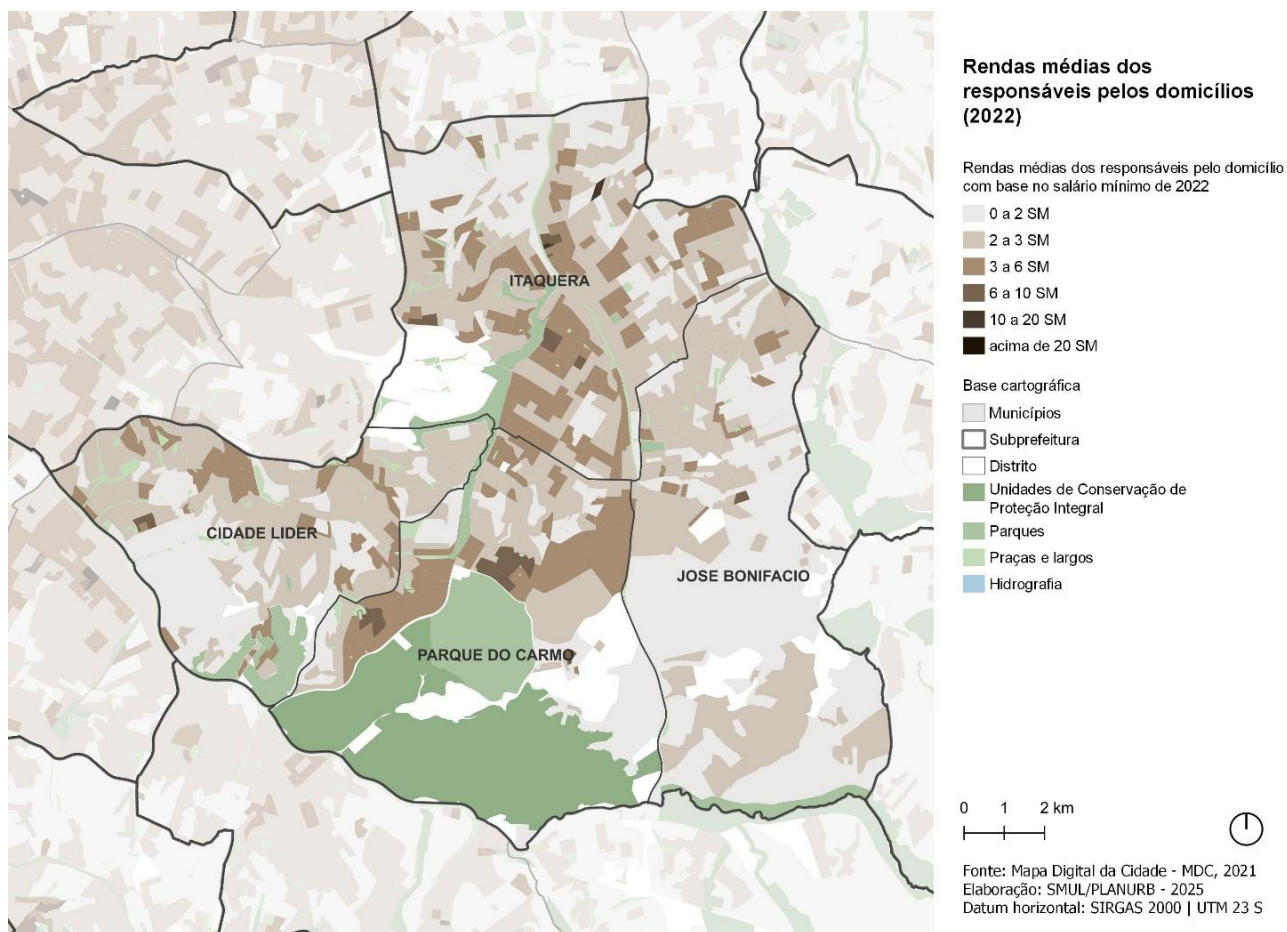 ITAQUERA
CIDADE LIDER
JOSE BONIFACIO
PARQUE DO CARMO
Rendas médias dos
responsáveis pelos domicílios
(2022)
Rendas médias dos responsáveis pelo domicílio
com base no salário mínimo de 2022
0 a 2 SM
2 a 3 SM
3 a 6 SM
6 a 10 SM
10 a 20 SM
acima de 20 SM
Base cartográfica
Municípios
Subprefeitura
Distrito
Unidades de Conservação de
Proteção Integral
Parques
Praças e largos
Hidrografia
0 1 2 km
Fonte: Mapa Digital da Cidade - MDC, 2021
Elaboração: SMUL/PLANURB - 2025
Datum horizontal: SIRGAS 2000 | UTM 23 S